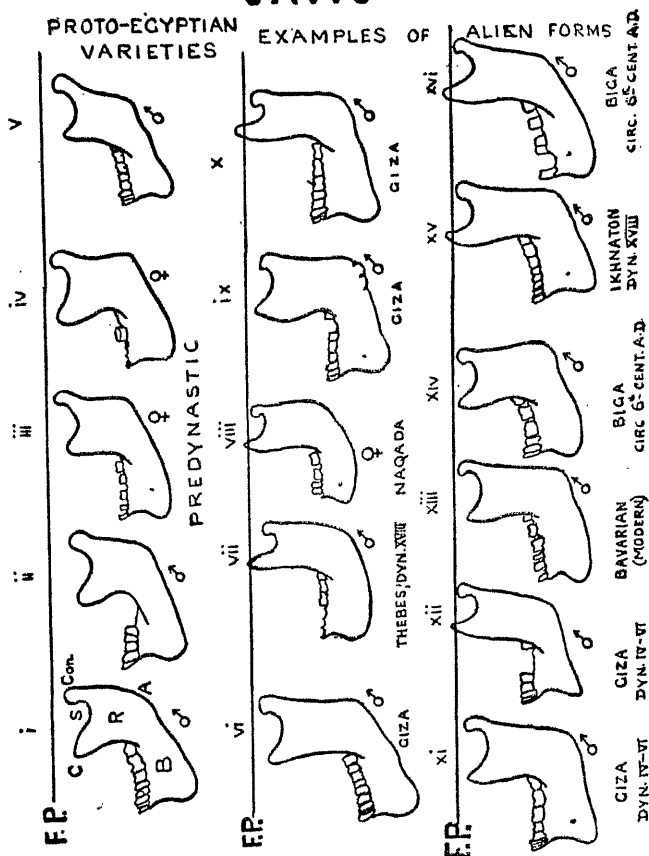 PROTO-EGYPTIAN
VARIETIES
EXAMPLES OF ALIEN FORMS
F.P.
i
ii
iii
iv
v
C
S
Con.
R
A
B
♂
♂
♀
♀
♂
PREDYNASTIC
F.P.
vi
vii
viii
ix
x
♂
♂
♀
♂
♂
GIZA
THEBES, DYN. XVIII
NAQADA
GIZA
GIZA
F.P.
xi
xii
xiii
xiv
xv
xvi
♂
♂
♂
♂
♂
♂
GIZA
DYN. IV-VI
GIZA
DYN. IV-VI
BAVARIAN
(MODERN)
BIGA
CIRC 6th CENT. A.D.
IKHNATON
DYN. XVIII
BIGA
CIRC. 6th CENT. A.D.